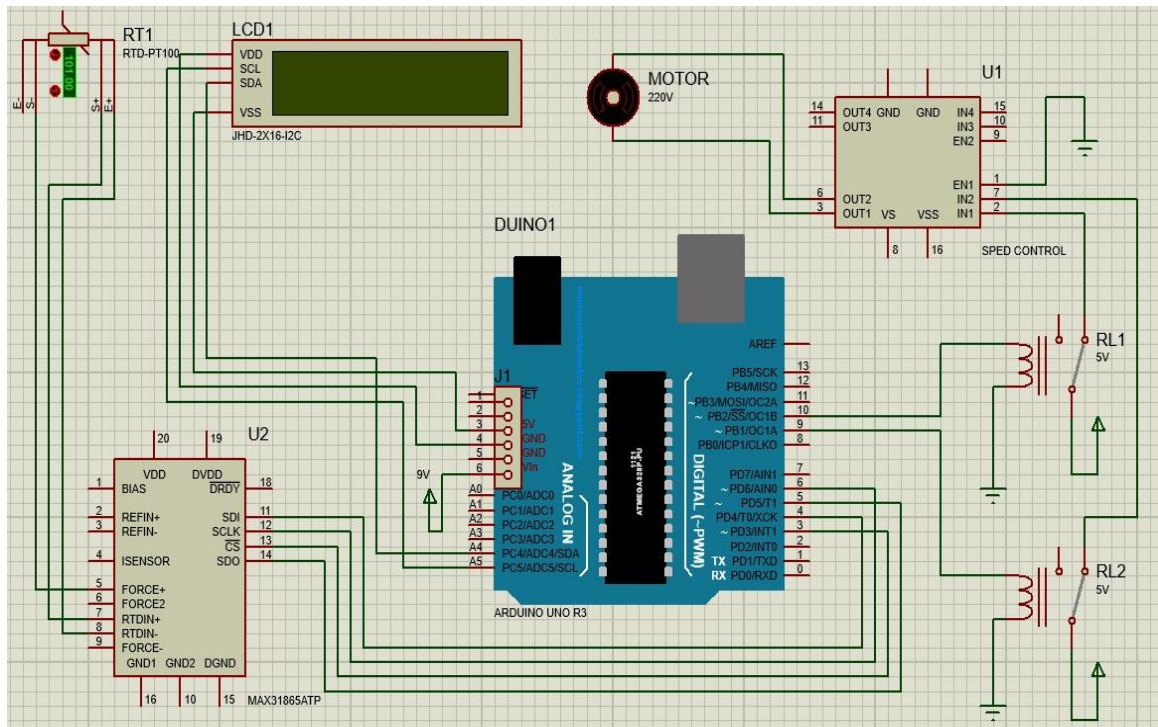 RT1
RTD-PT100
101.00
E-
S-
S+
E+
LCD1
VDD
SCL
SDA
VSS
JHD-2X16-I2C
MOTOR
220V
U1
14 OUT4 GND GND IN4 15
11 OUT3 IN3 10
EN2 9
EN1 1
6 OUT2 IN2 7
3 OUT1 VS VSS IN1 2
8 16
SPED CONTROL
DUINO1
J1
1
2
3 5V
4 GND
5 GND
6 Vin
9V
A0 PC0/ADC0
A1 PC1/ADC1
A2 PC2/ADC2
A3 PC3/ADC3
A4 PC4/ADC4/SDA
A5 PC5/ADC5/SCL
ANALOG IN
1121
ATMEGA328P-PU
DIGITAL (~PWM)
AREF
PB5/SCK 13
PB4/MISO 12
~PB3/MOSI/OC2A 11
~ PB2/SS/OC1B 10
~ PB1/OC1A 9
PB0/ICP1/CLKO 8
PD7/AIN1 7
~ PD6/AIN0 6
~ PD5/T1 5
PD4/T0/XCK 4
~ PD3/INT1 3
PD2/INT0 2
TX PD1/TXD 1
RX PD0/RXD 0
ARDUINO UNO R3
RL1
5V
RL2
5V
U2
20 19
VDD DVDD
1 BIAS DRDY 18
2 REFIN+ SDI 11
3 REFIN- SCLK 12
CS 13
4 ISENSOR SDO 14
5 FORCE+
6 FORCE2
7 RTDIN+
8 RTDIN-
9 FORCE-
GND1 GND2 DGND
16 10 15
MAX31865ATP